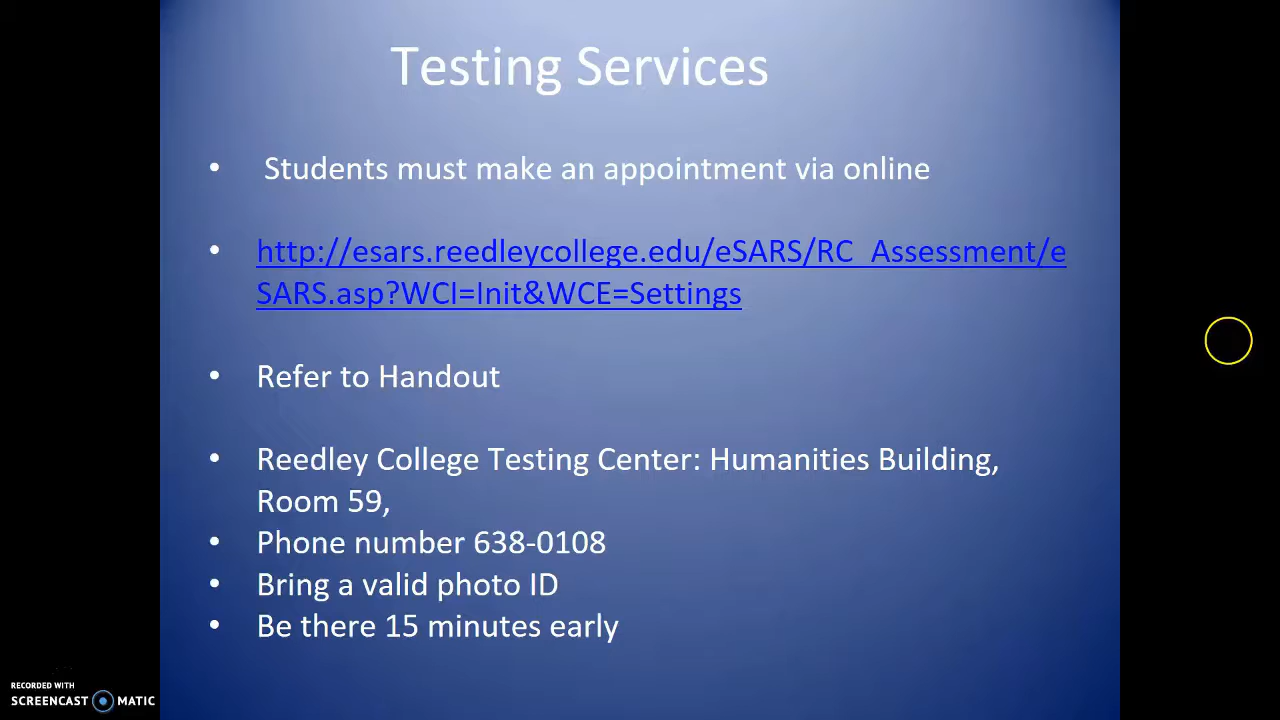 Testing Services
• Students must make an appointment via online
• http://esars.reedleycollege.edu/eSARS/RC_Assessment/e
SARS.asp?WCI=Init&WCE=Settings
• Refer to Handout
• Reedley College Testing Center: Humanities Building,
Room 59,
• Phone number 638-0108
• Bring a valid photo ID
• Be there 15 minutes early
RECORDED WITH
SCREENCAST MATIC